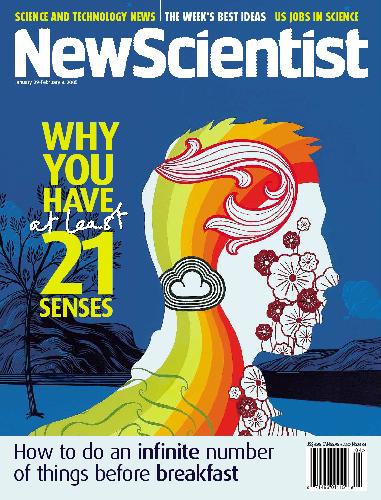 SCIENCE AND TECHNOLOGY NEWS | THE WEEK'S BEST IDEAS US JOBS IN SCIENCE
NewScientist
WHY
YOU
HAVE
at least
21
SENSES
How to do an infinite number
of things before breakfast